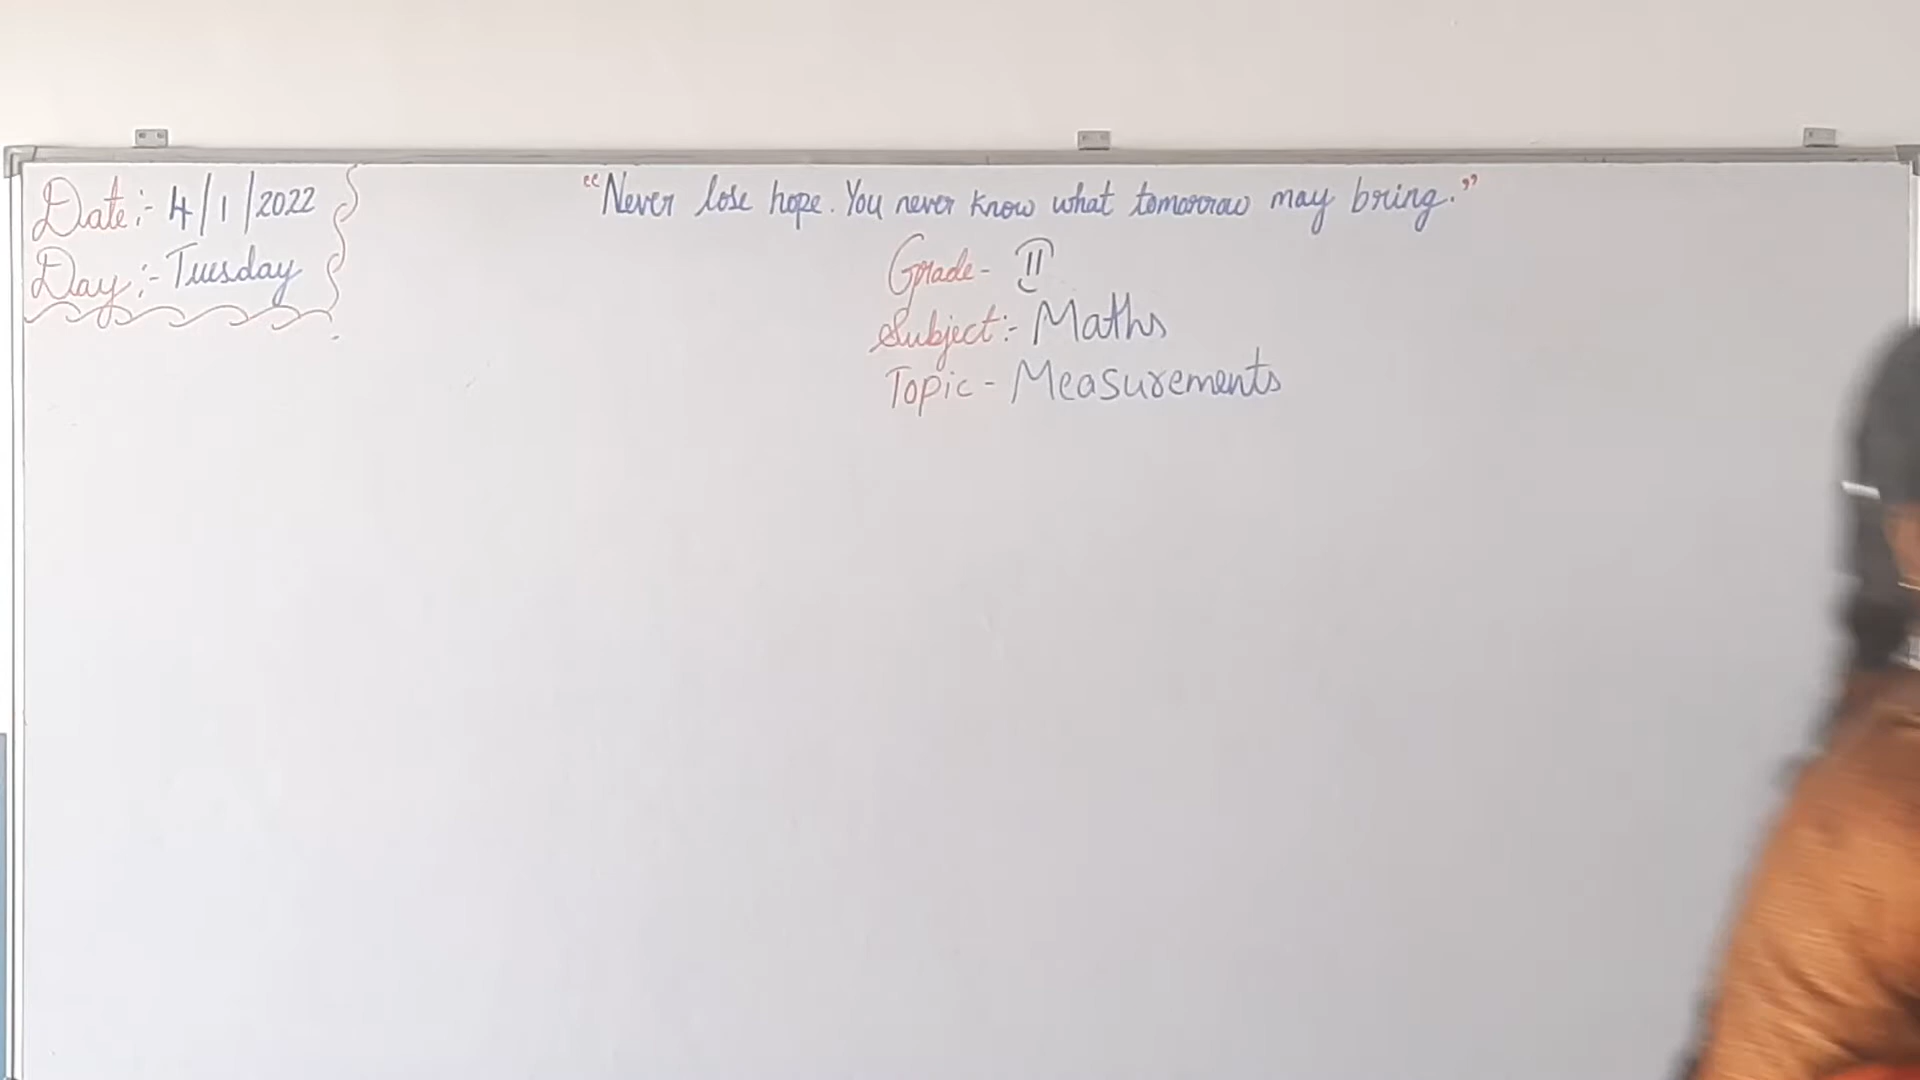 Date:- 4/1/2022
Day:- Tuesday
"Never lose hope. You never know what tomorrow may bring."
Grade- II
Subject:- Maths
Topic - Measurements